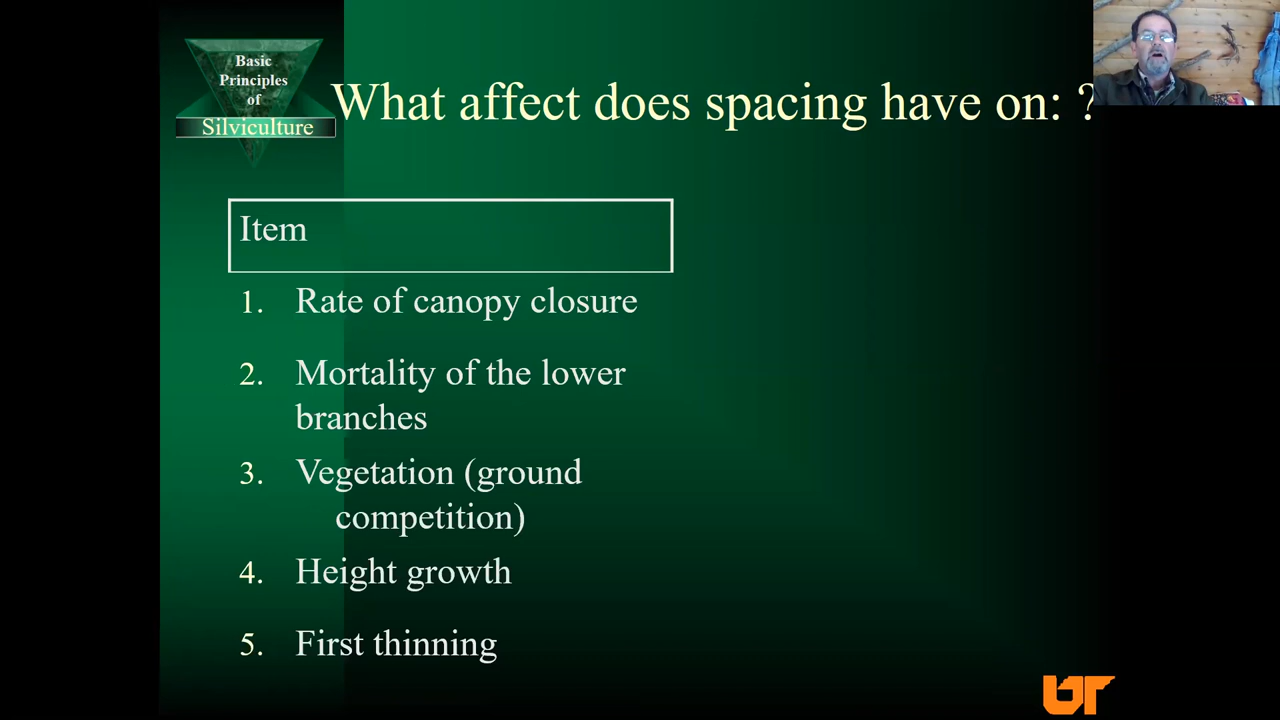 Basic
Principles
of
Silviculture
What affect does spacing have on: ?
Item
1. Rate of canopy closure
2. Mortality of the lower
branches
3. Vegetation (ground
competition)
4. Height growth
5. First thinning
UT